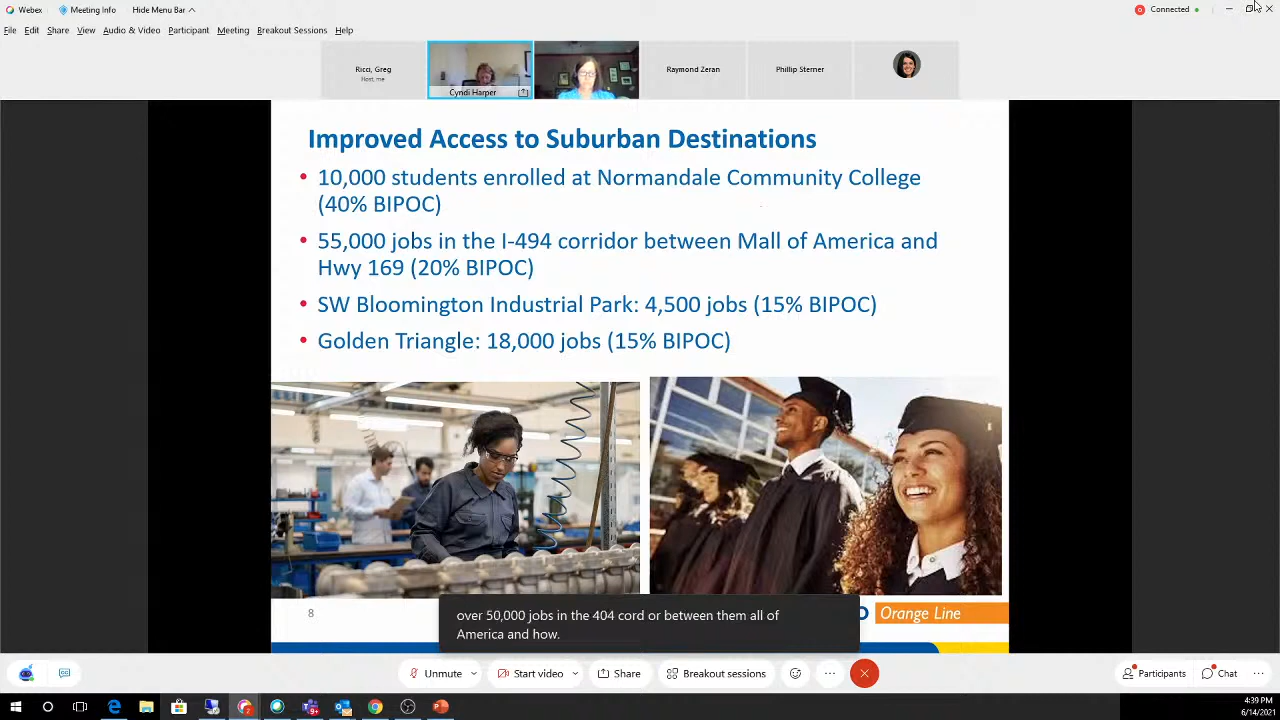 Webex
Meeting Info
Hide Menu Bar
Connected
File Edit Share View Audio & Video Participant Meeting Breakout Sessions Help
Ricci, Greg
Host, me
Cyndi Harper
Raymond Zeran
Phillip Sterner
Improved Access to Suburban Destinations
• 10,000 students enrolled at Normandale Community College
(40% BIPOC)
• 55,000 jobs in the I-494 corridor between Mall of America and
Hwy 169 (20% BIPOC)
• SW Bloomington Industrial Park: 4,500 jobs (15% BIPOC)
• Golden Triangle: 18,000 jobs (15% BIPOC)
8
Orange Line
over 50,000 jobs in the 404 cord or between them all of
America and how.
Unmute
Start video
Share
Breakout sessions
Participants
Chat
4:39 PM
6/14/2021